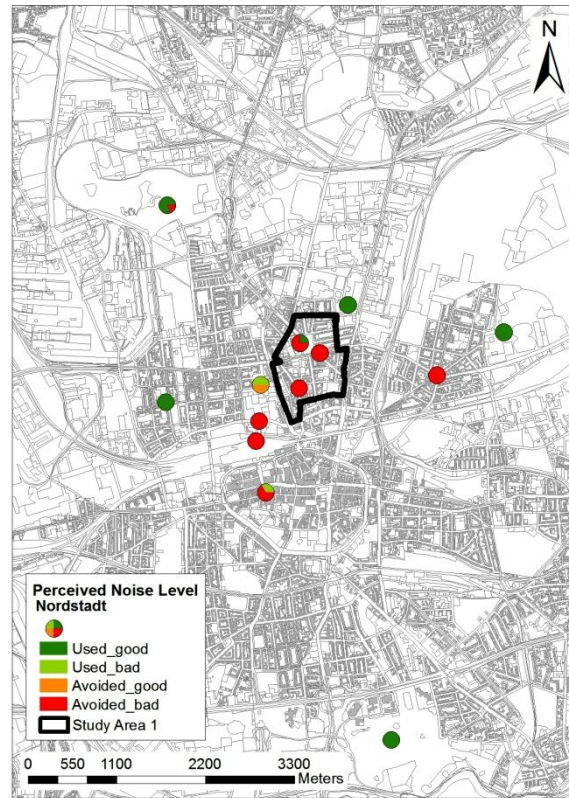 N
Perceived Noise Level
Nordstadt
Used_good
Used_bad
Avoided_good
Avoided_bad
Study Area 1
0 550 1100 2200 3300
Meters